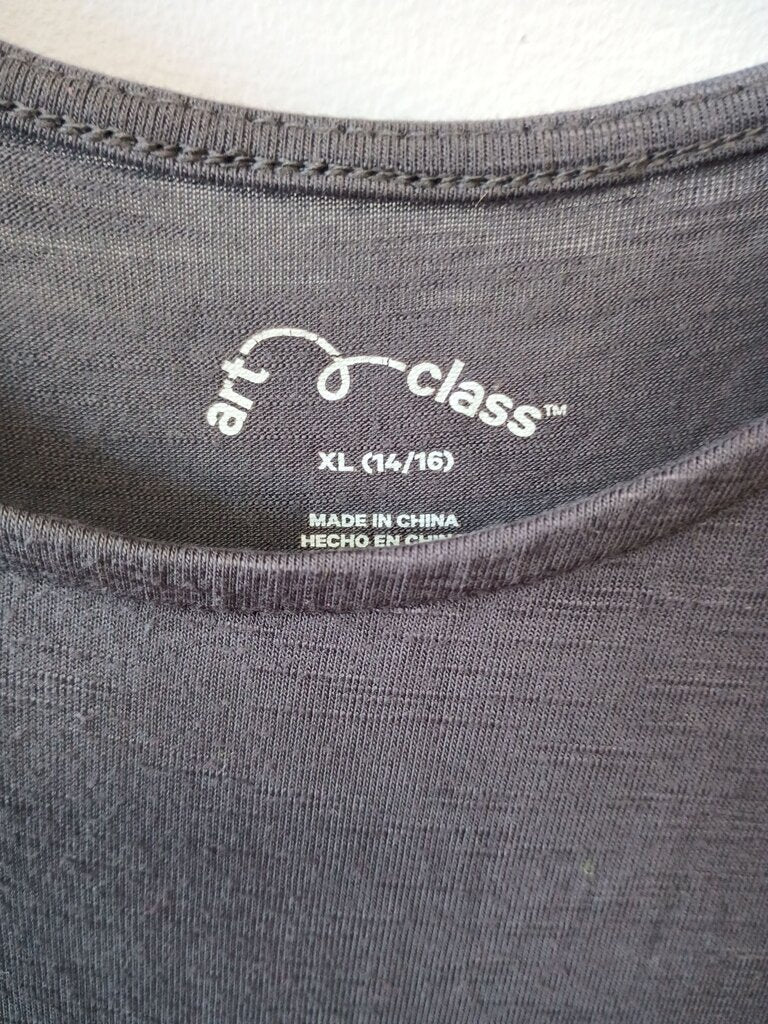 art class™
XL (14/16)
MADE IN CHINA
HECHO EN